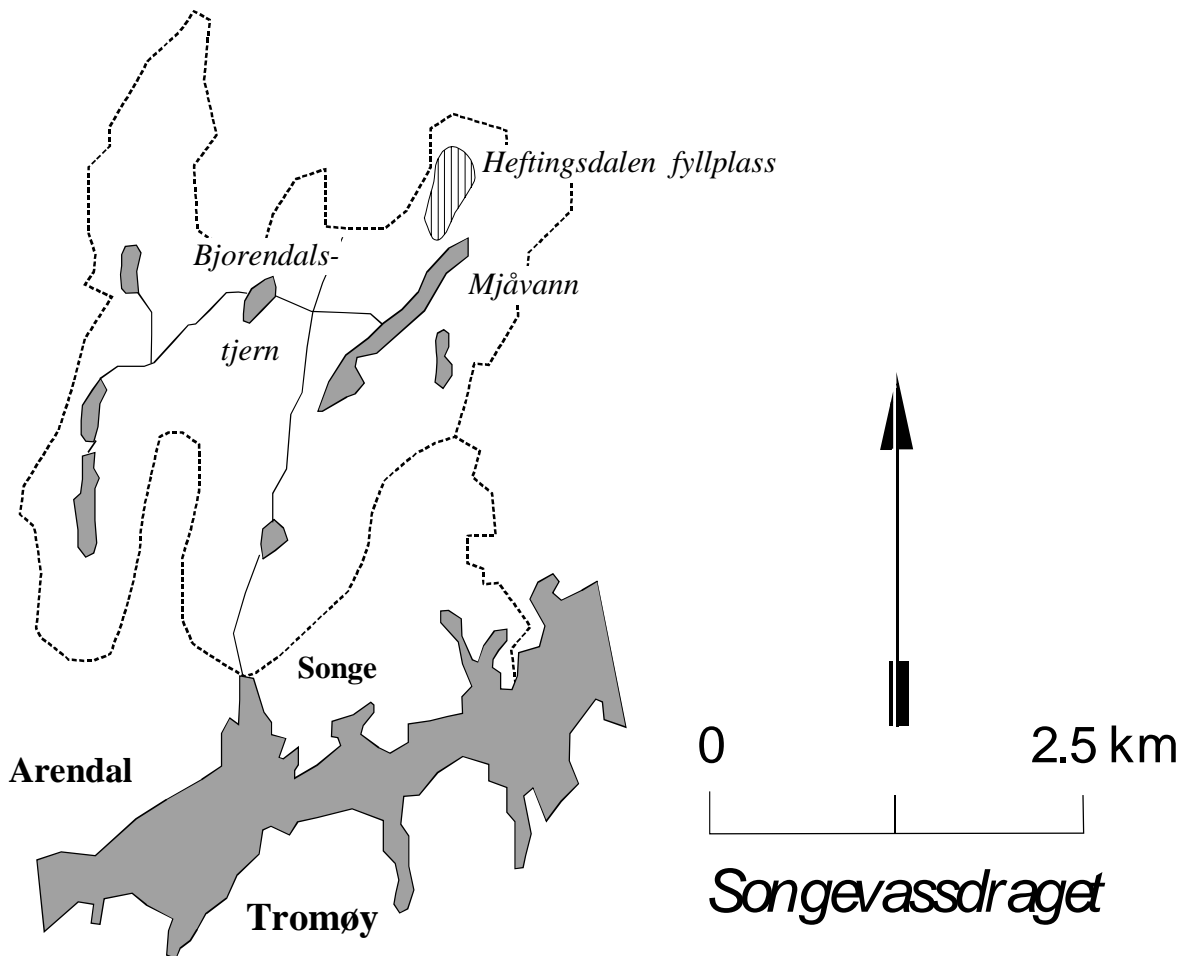 Heftingsdalen fyllplass
Bjorendals-
Mjåvann
tjern
Songe
Arendal
Tromøy
0 2.5 km
Songevassdraget